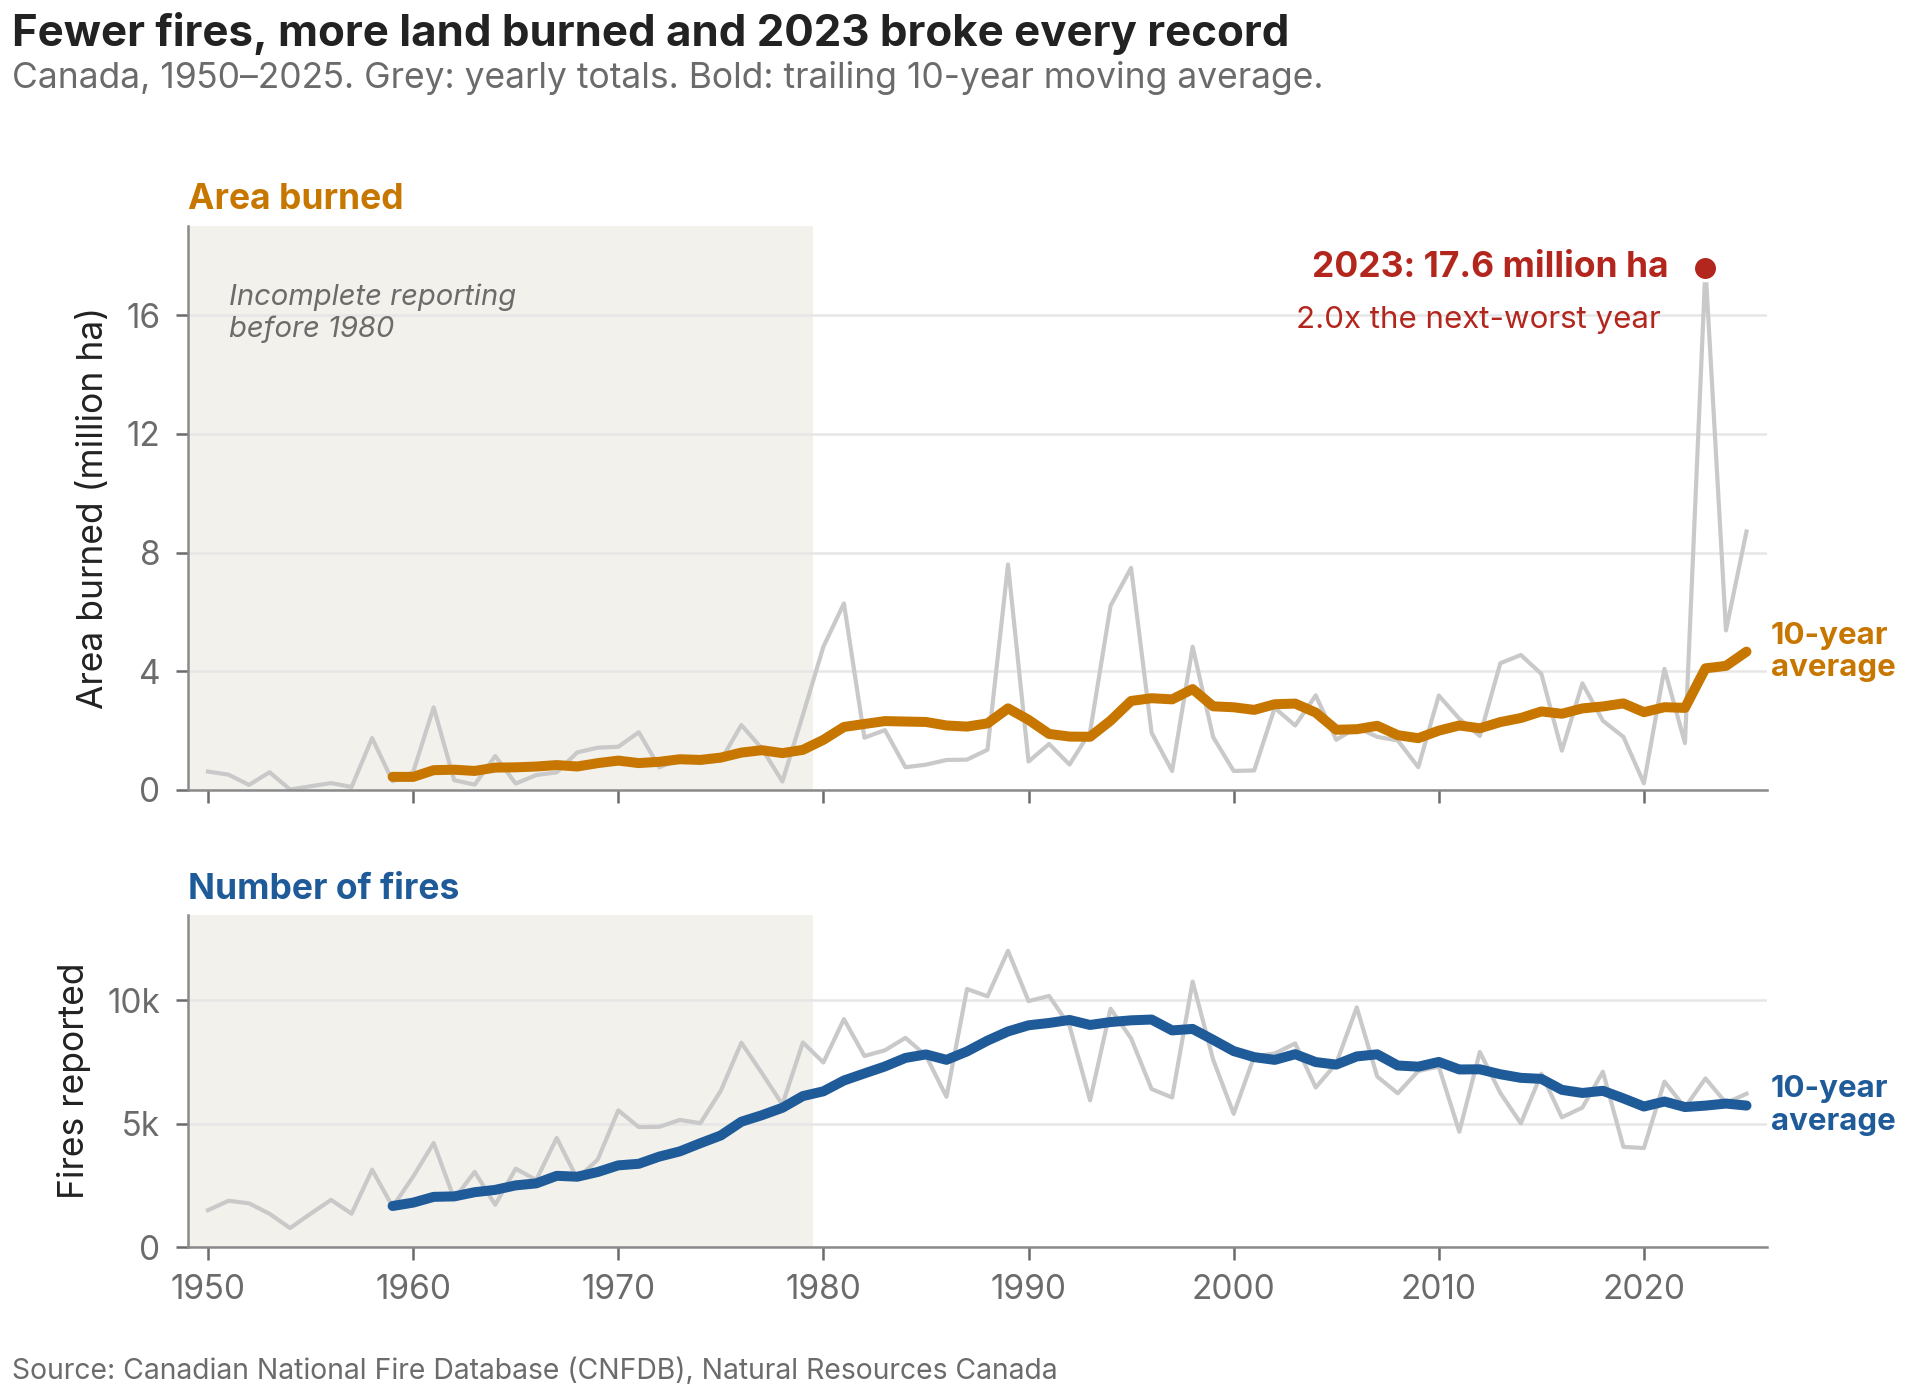 Fewer fires, more land burned and 2023 broke every record
Canada, 1950–2025. Grey: yearly totals. Bold: trailing 10-year moving average.
Area burned
Area burned (million ha)
16
12
8
4
0
Incomplete reporting
before 1980
2023: 17.6 million ha
2.0x the next-worst year
10-year
average
Number of fires
Fires reported
10k
5k
0
10-year
average
1950
1960
1970
1980
1990
2000
2010
2020
Source: Canadian National Fire Database (CNFDB), Natural Resources Canada